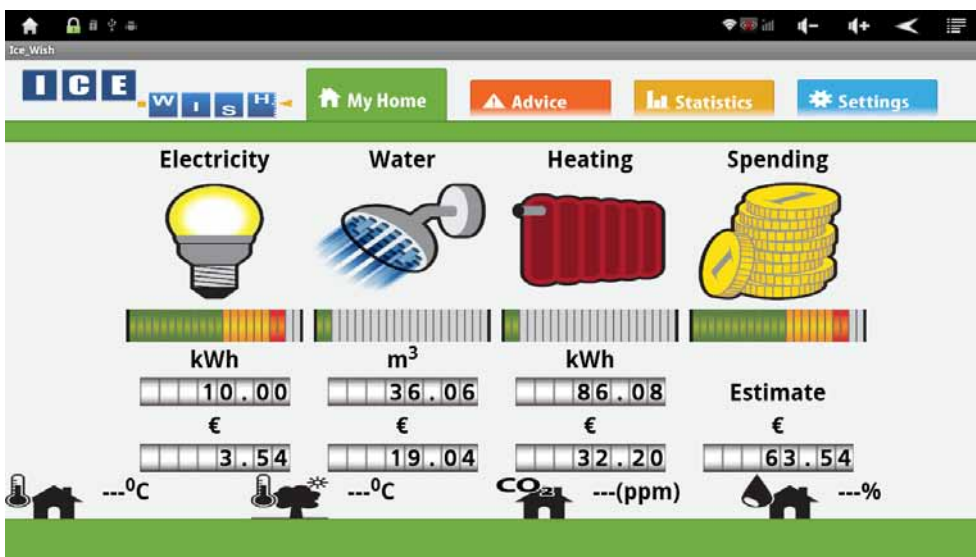 Ice_Wish
ICE WISH
My Home Advice Statistics Settings
Electricity Water Heating Spending
kWh m³ kWh
10.00 36.06 86.08 Estimate
€ € € €
3.54 19.04 32.20 63.54
---⁰C ---⁰C CO₂ ---(ppm) ---%